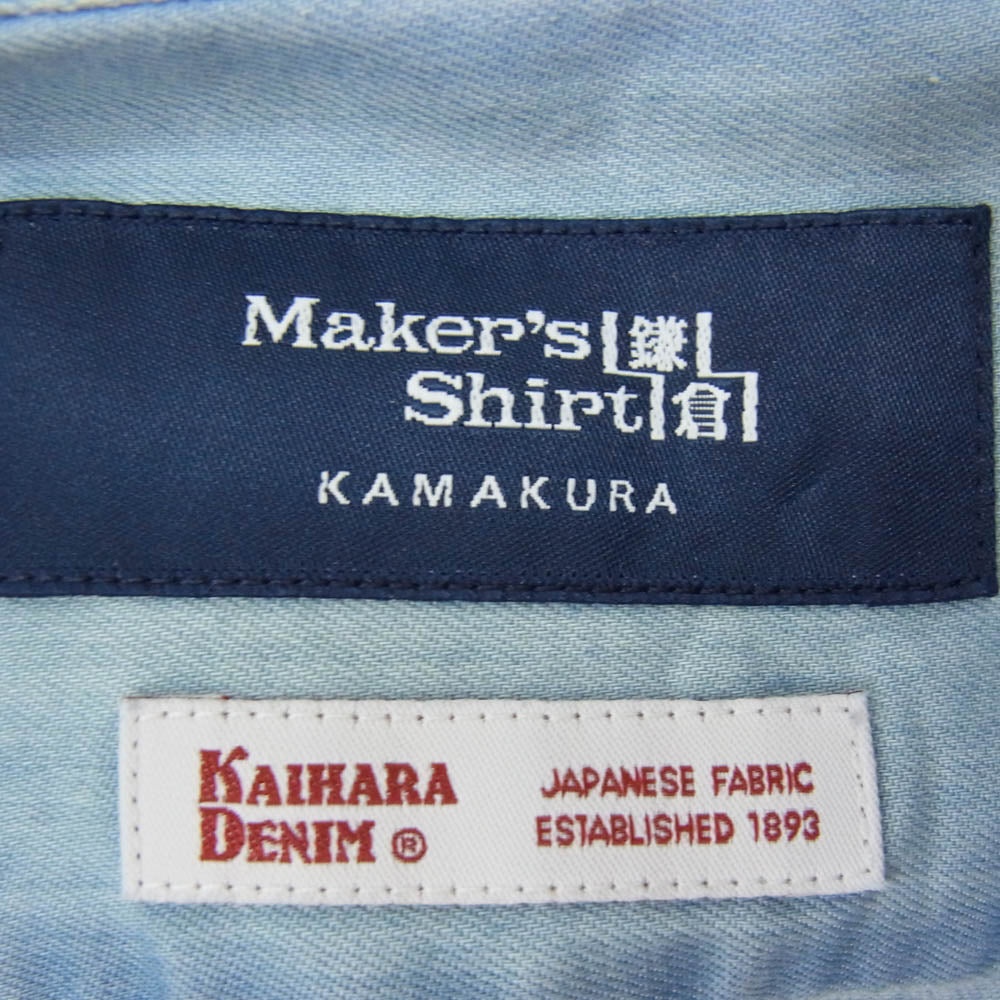 Maker's 鎌
Shirt 倉
KAMAKURA
KAIHARA
DENIM ®
JAPANESE FABRIC
ESTABLISHED 1893